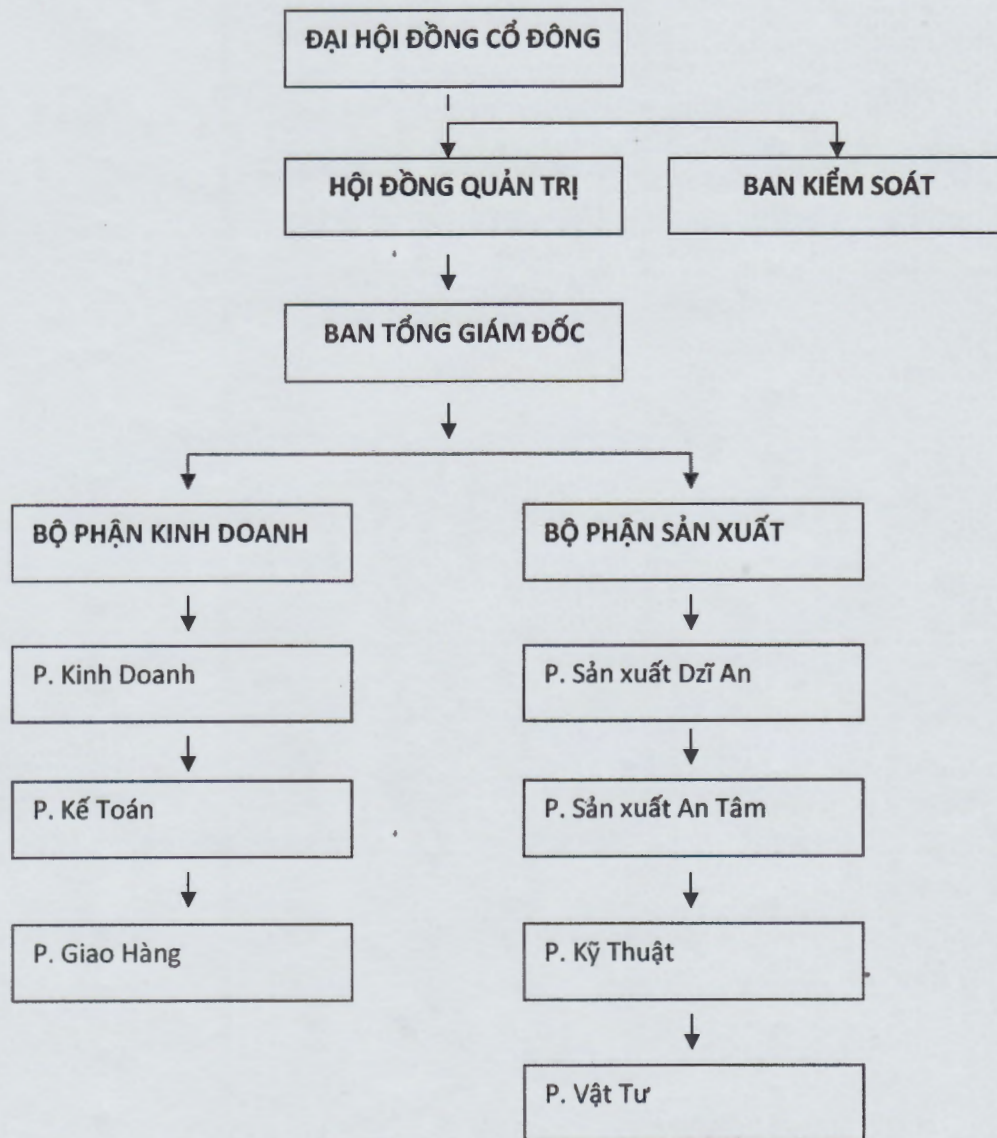 ĐẠI HỘI ĐỒNG CỔ ĐÔNG
HỘI ĐỒNG QUẢN TRỊ
BAN KIỂM SOÁT
BAN TỔNG GIÁM ĐỐC
BỘ PHẬN KINH DOANH
BỘ PHẬN SẢN XUẤT
P. Kinh Doanh
P. Sản xuất Dzĩ An
P. Kế Toán
P. Sản xuất An Tâm
P. Giao Hàng
P. Kỹ Thuật
P. Vật Tư